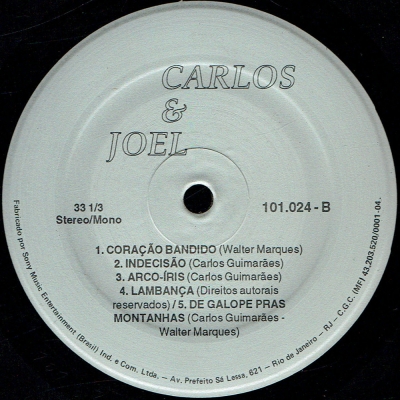 CARLOS
&
JOEL
33 1/3
Stereo/Mono
101.024 - B
1. CORAÇÃO BANDIDO (Walter Marques)
2. INDECISÃO (Carlos Guimarães)
3. ARCO-ÍRIS (Carlos Guimarães)
4. LAMBANÇA (Direitos autorais
reservados) / 5. DE GALOPE PRAS
MONTANHAS (Carlos Guimarães -
Walter Marques)
Fabricado por Sony Music Entertainment (Brasil) Ind. e Com. Ltda. – Av. Prefeito Sá Lessa, 621 – Rio de Janeiro – RJ – C.G.C. (MF) 43.203.520/0001-04.